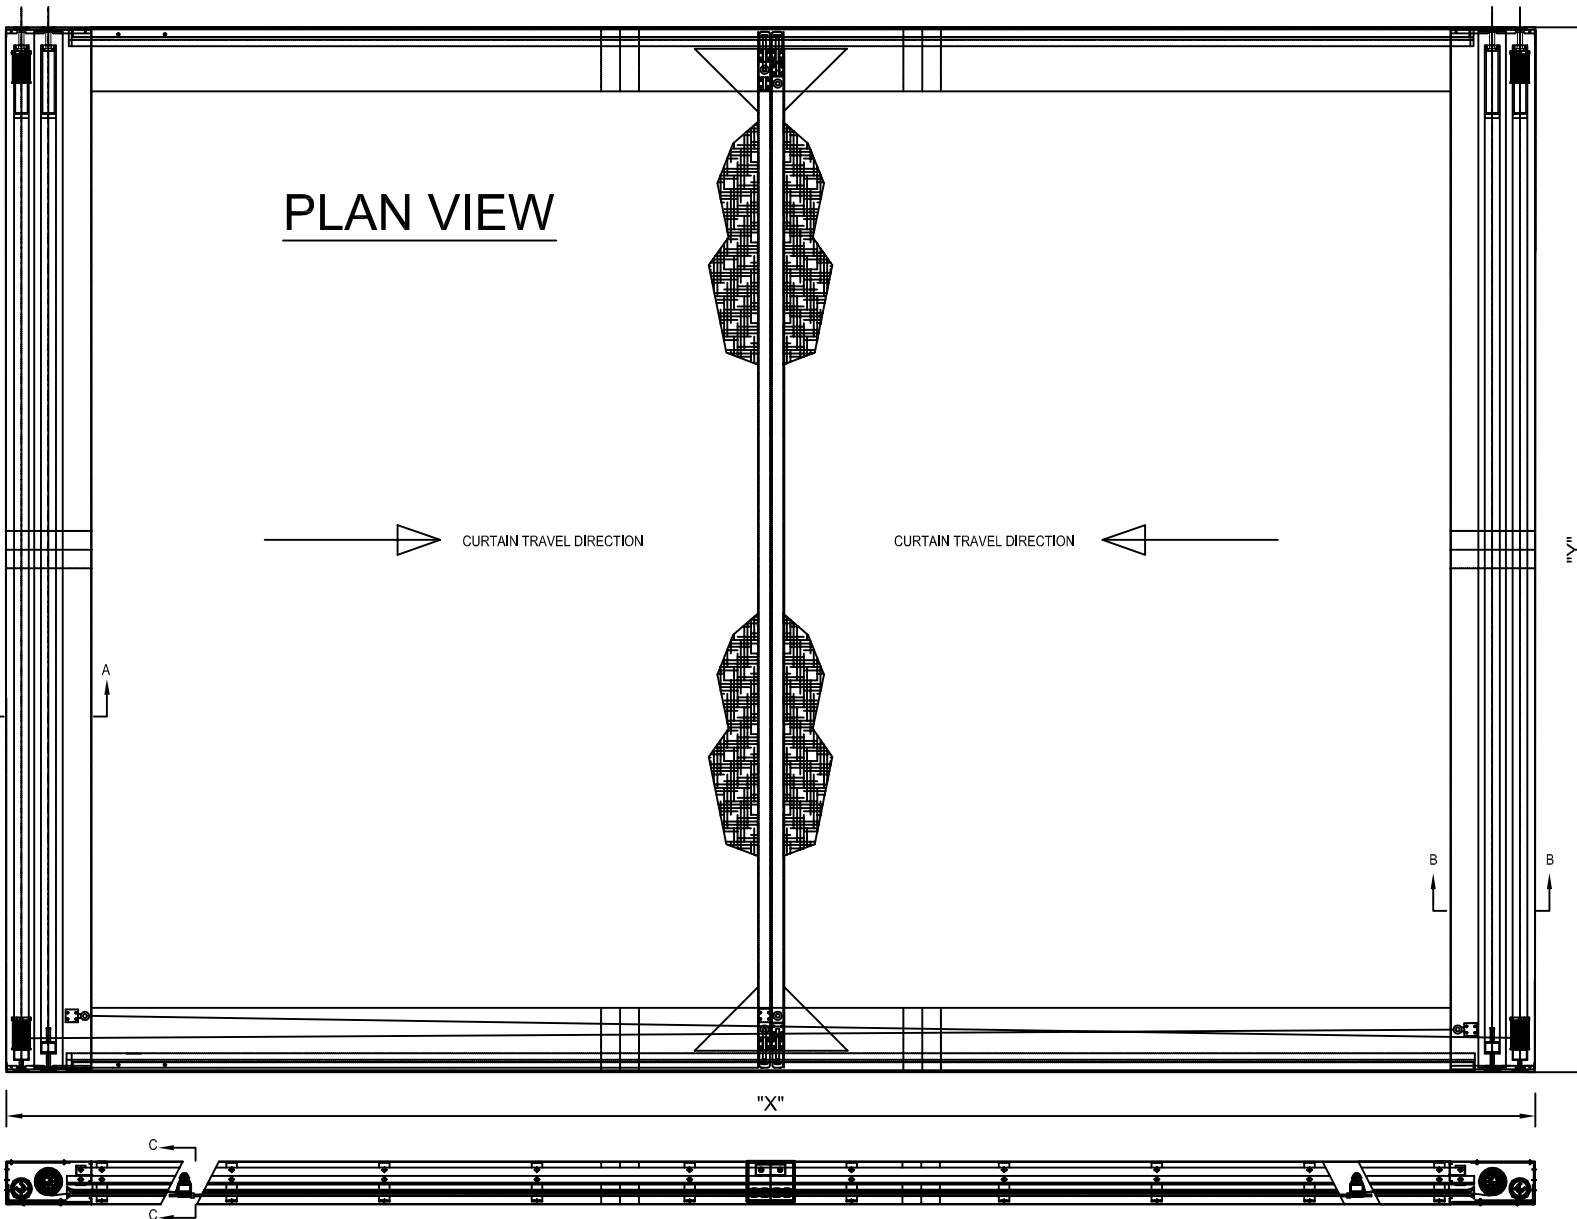 PLAN VIEW
CURTAIN TRAVEL DIRECTION
CURTAIN TRAVEL DIRECTION
"Y"
A
B
B
"X"
C
C